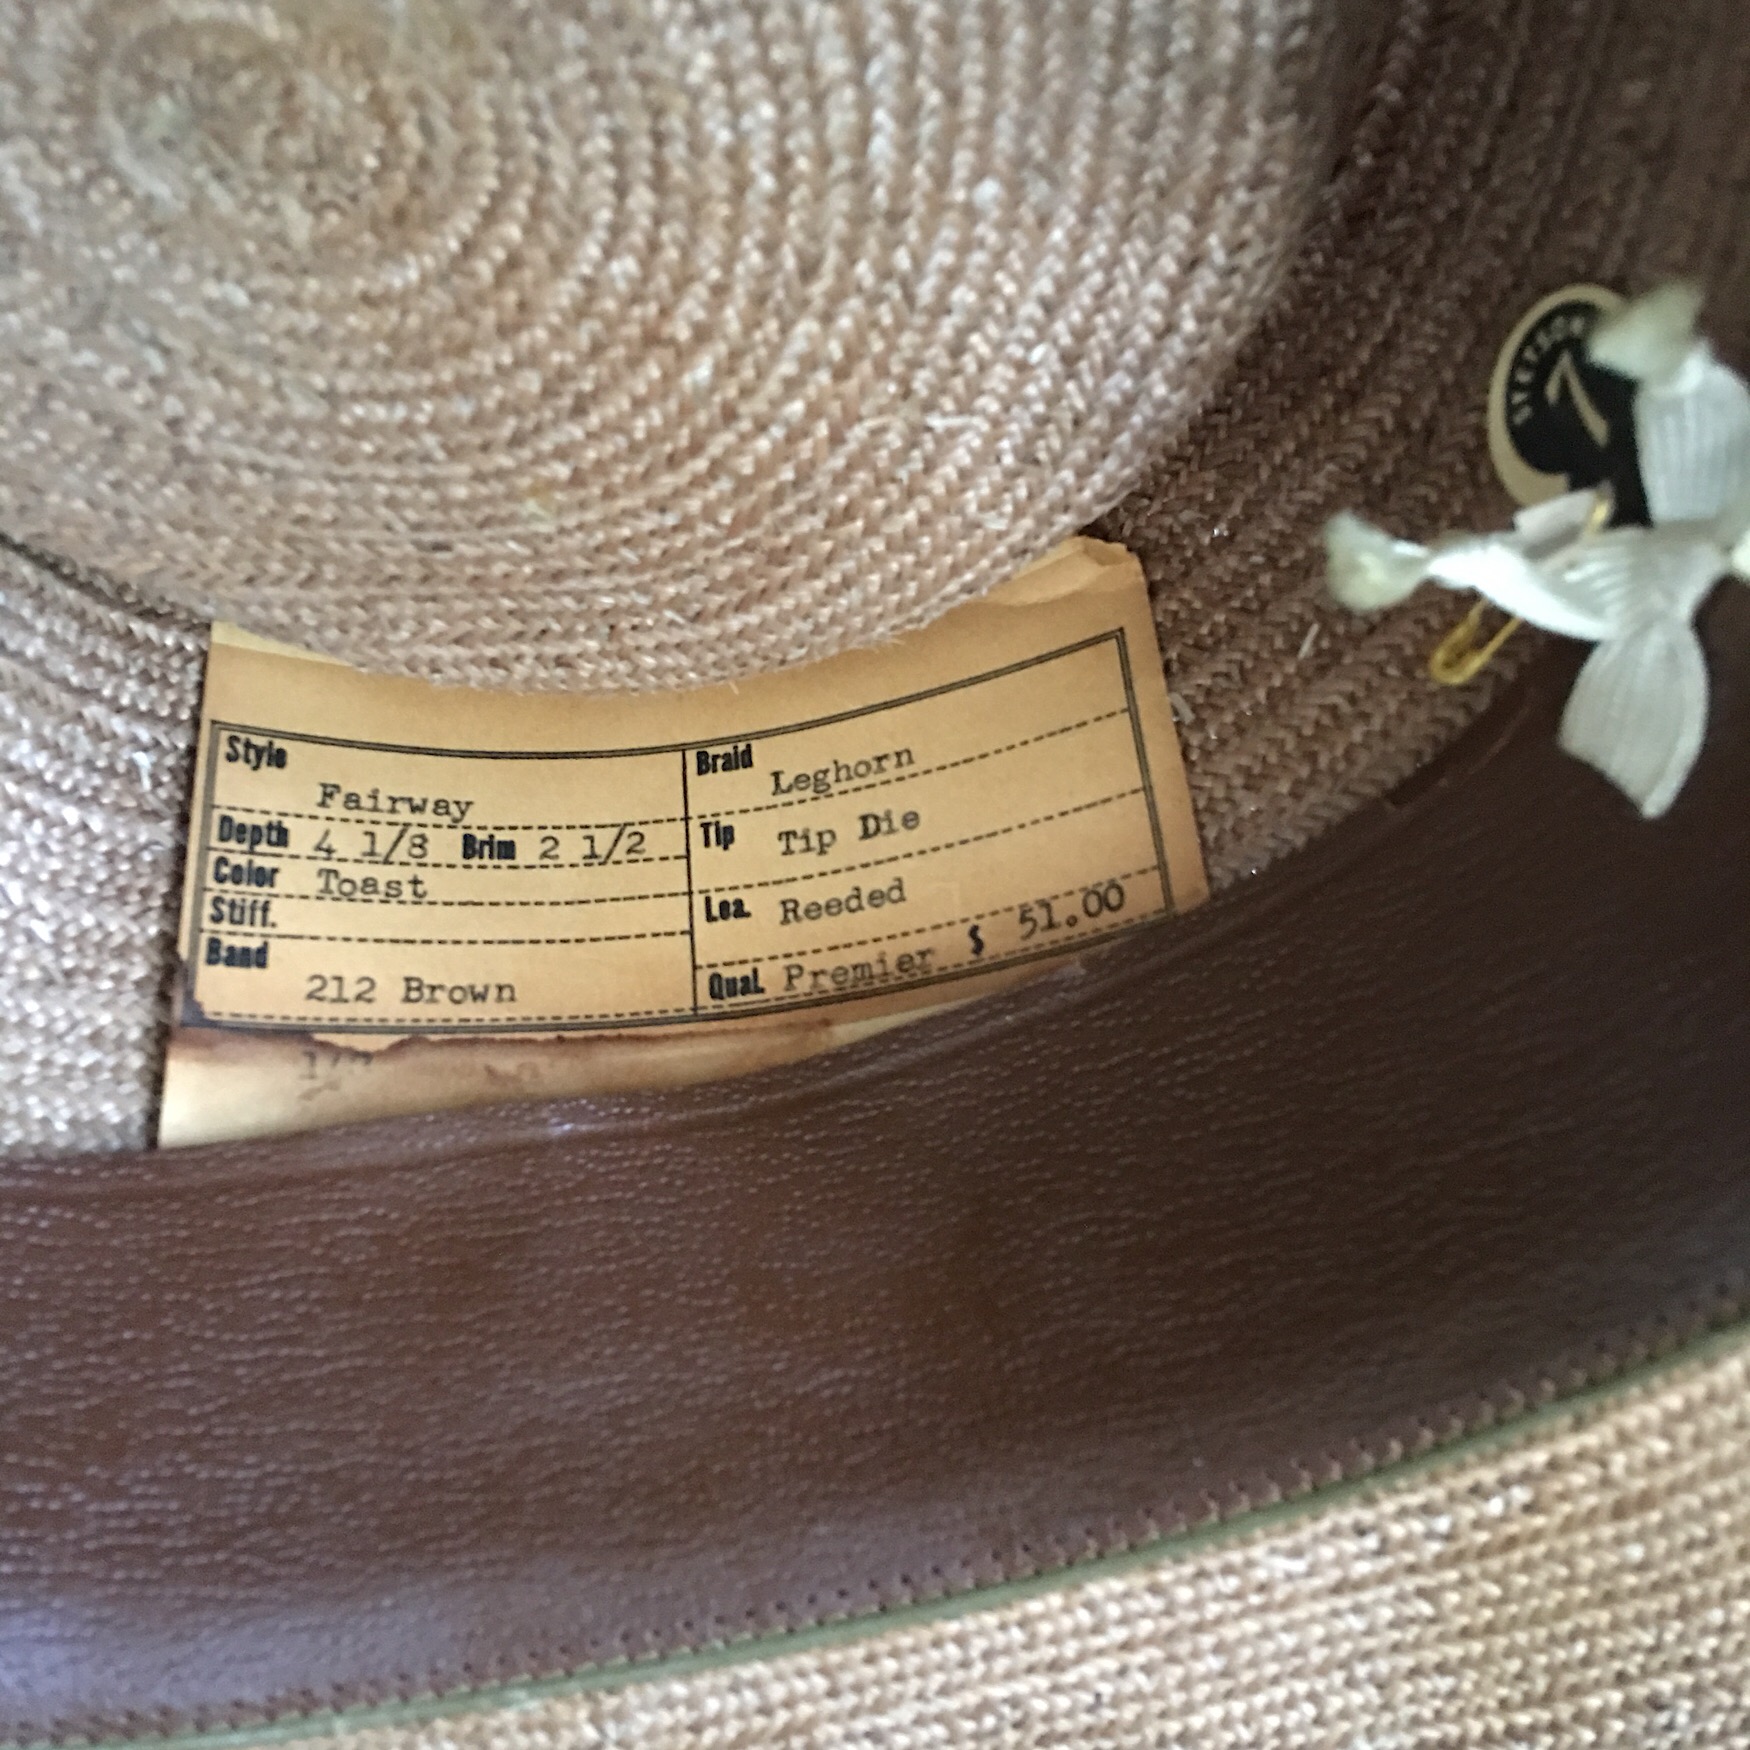 STETSON
7
Style Fairway
Depth 4 1/8 Brim 2 1/2
Color Toast
Stiff.
Band
212 Brown
Braid Leghorn
Tip Tip Die
Lea. Reeded
Qual. Premier $ 51.00